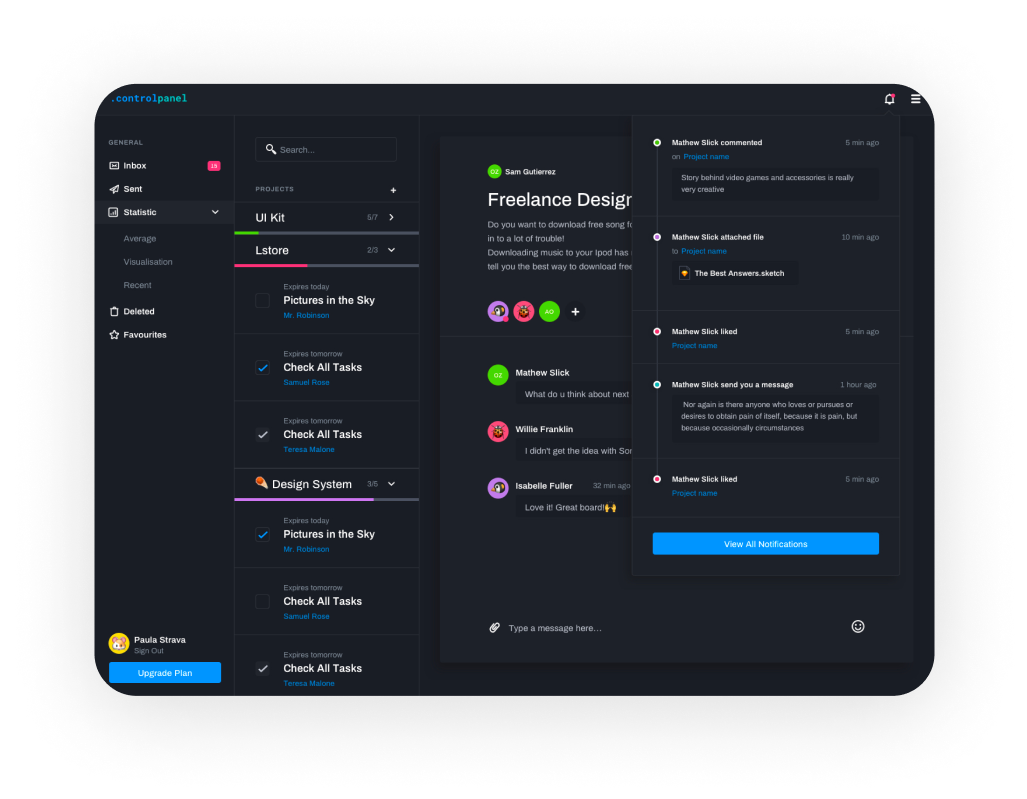 .controlpanel
GENERAL
Inbox
15
Sent
Statistic
Average
Visualisation
Recent
Deleted
Favourites
Paula Strava
Sign Out
Upgrade Plan
Search...
PROJECTS
+
UI Kit
5/7
Lstore
2/3
Expires today
Pictures in the Sky
Mr. Robinson
Expires tomorrow
Check All Tasks
Samuel Rose
Expires tomorrow
Check All Tasks
Teresa Malone
Design System
3/5
Expires today
Pictures in the Sky
Mr. Robinson
Expires tomorrow
Check All Tasks
Samuel Rose
Expires tomorrow
Check All Tasks
Teresa Malone
OZ
Sam Gutierrez
Freelance Design
Do you want to download free song fo
in to a lot of trouble!
Downloading music to your Ipod has
tell you the best way to download free
AO
+
OZ
Mathew Slick
What do u think about next
Willie Franklin
I didn't get the idea with Som
Isabelle Fuller
32 min ago
Love it! Great board!🙌
Type a message here...
Mathew Slick commented
5 min ago
on Project name
Story behind video games and accessories is really
very creative
Mathew Slick attached file
10 min ago
to Project name
The Best Answers.sketch
Mathew Slick liked
5 min ago
Project name
Mathew Slick send you a message
1 hour ago
Nor again is there anyone who loves or pursues or
desires to obtain pain of itself, because it is pain, but
because occasionally circumstances
Mathew Slick liked
5 min ago
Project name
View All Notifications